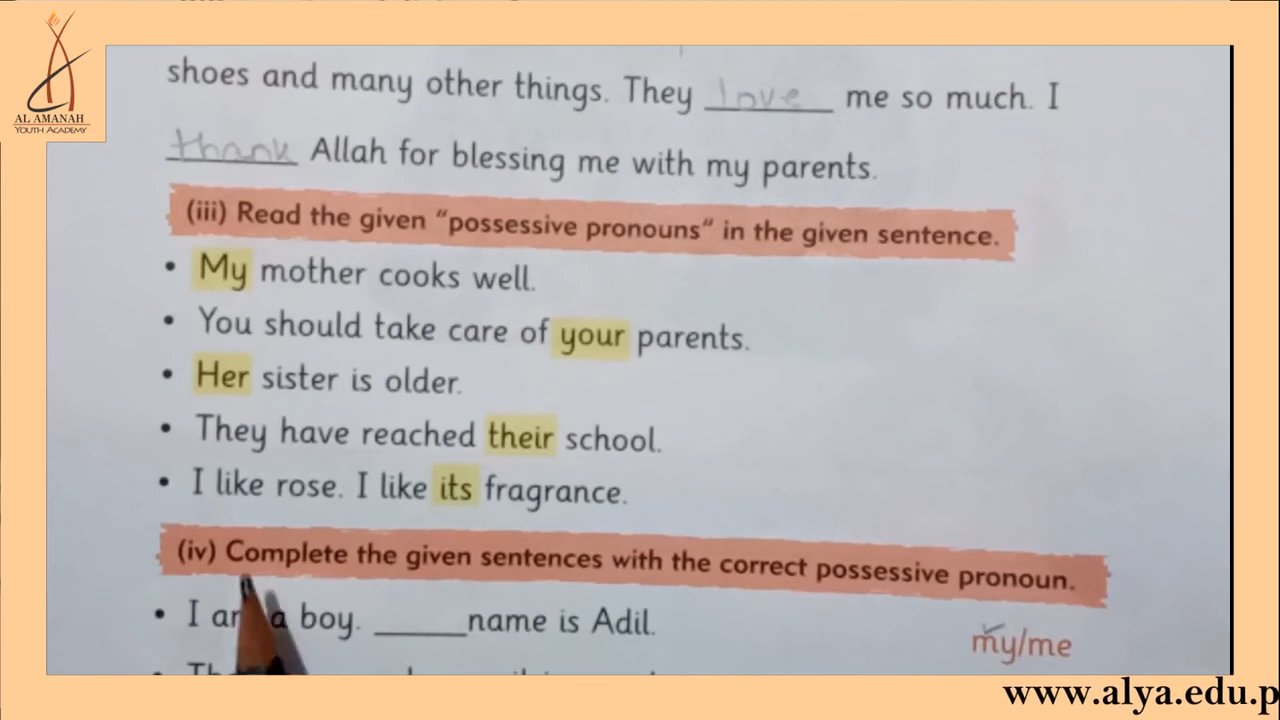 AL AMANAH
YOUTH ACADEMY
shoes and many other things. They love me so much. I
thank Allah for blessing me with my parents.
(iii) Read the given "possessive pronouns" in the given sentence.
• My mother cooks well.
• You should take care of your parents.
• Her sister is older.
• They have reached their school.
• I like rose. I like its fragrance.
(iv) Complete the given sentences with the correct possessive pronoun.
• I am a boy. _____ name is Adil. my/me
www.alya.edu.p